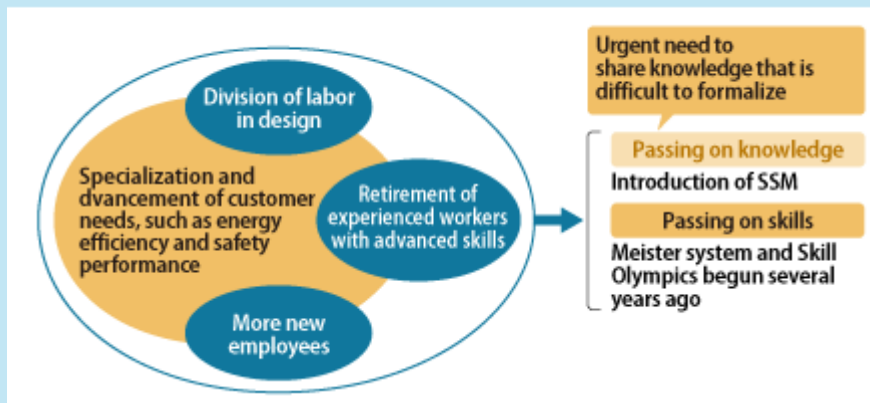 Division of labor
in design
Specialization and
dvancement of customer
needs, such as energy
efficiency and safety
performance
Retirement of
experienced workers
with advanced skills
More new
employees
Urgent need to
share knowledge that is
difficult to formalize
Passing on knowledge
Introduction of SSM
Passing on skills
Meister system and Skill
Olympics begun several
years ago